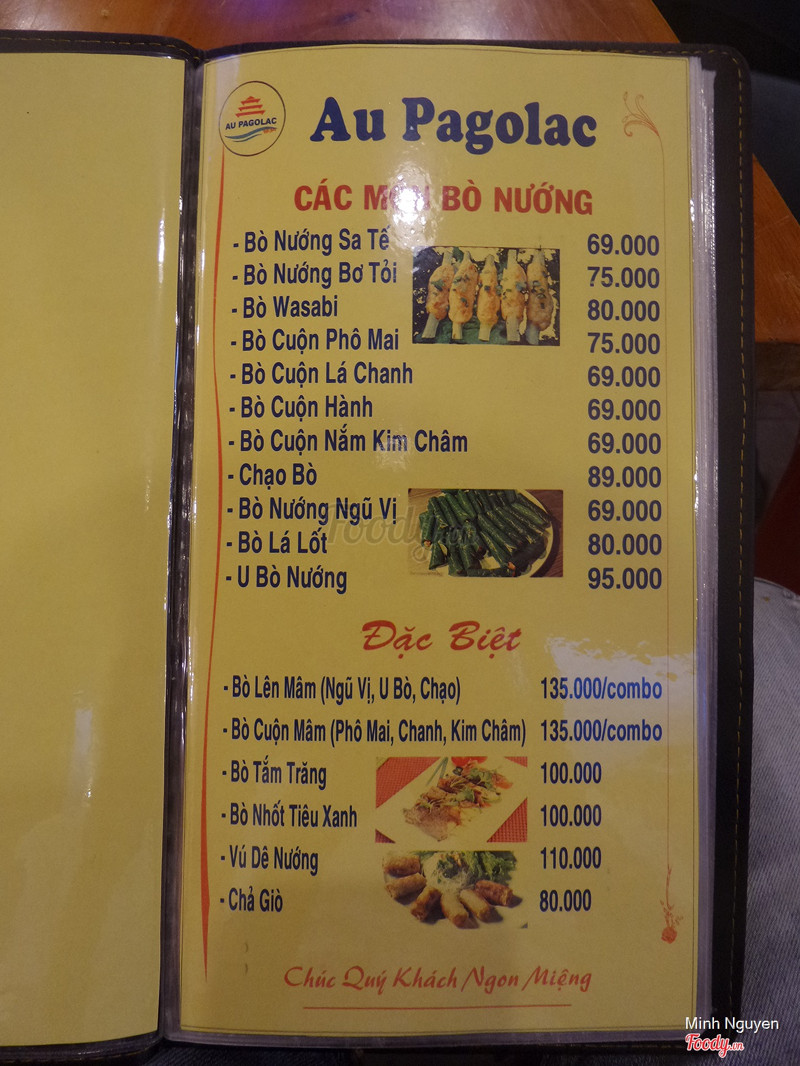 AU PAGOLAC
Au Pagolac
CÁC MÓN BÒ NƯỚNG
- Bò Nướng Sa Tế 69.000
- Bò Nướng Bơ Tỏi 75.000
- Bò Wasabi 80.000
- Bò Cuộn Phô Mai 75.000
- Bò Cuộn Lá Chanh 69.000
- Bò Cuộn Hành 69.000
- Bò Cuộn Nắm Kim Châm 69.000
- Chạo Bò 89.000
- Bò Nướng Ngũ Vị 69.000
- Bò Lá Lốt 80.000
- U Bò Nướng 95.000
Đặc Biệt
- Bò Lên Mâm (Ngũ Vị, U Bò, Chạo) 135.000/combo
- Bò Cuộn Mâm (Phô Mai, Chanh, Kim Châm) 135.000/combo
- Bò Tắm Trăng 100.000
- Bò Nhốt Tiêu Xanh 100.000
- Vú Dê Nướng 110.000
- Chả Giò 80.000
Chúc Quý Khách Ngon Miệng
Foody.vn
Minh Nguyen
Foody.vn